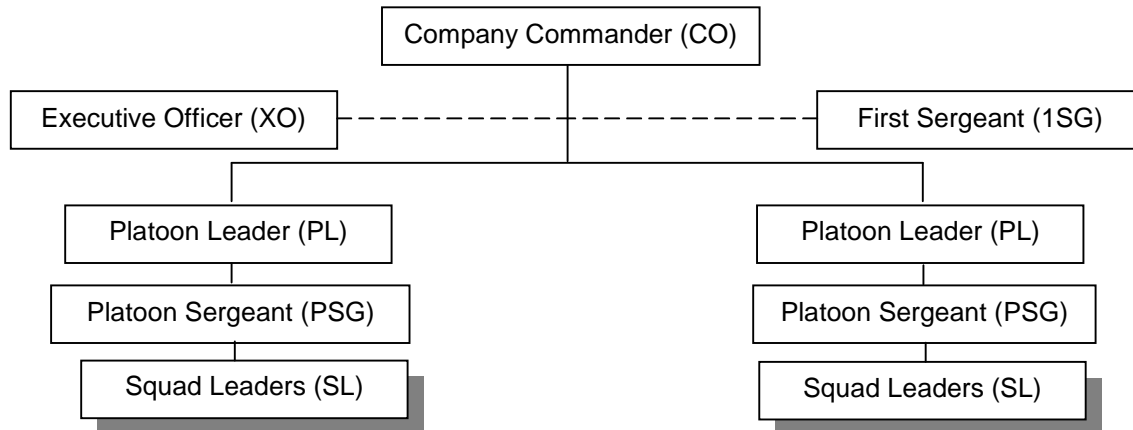 Company Commander (CO)
Executive Officer (XO)
First Sergeant (1SG)
Platoon Leader (PL)
Platoon Leader (PL)
Platoon Sergeant (PSG)
Platoon Sergeant (PSG)
Squad Leaders (SL)
Squad Leaders (SL)